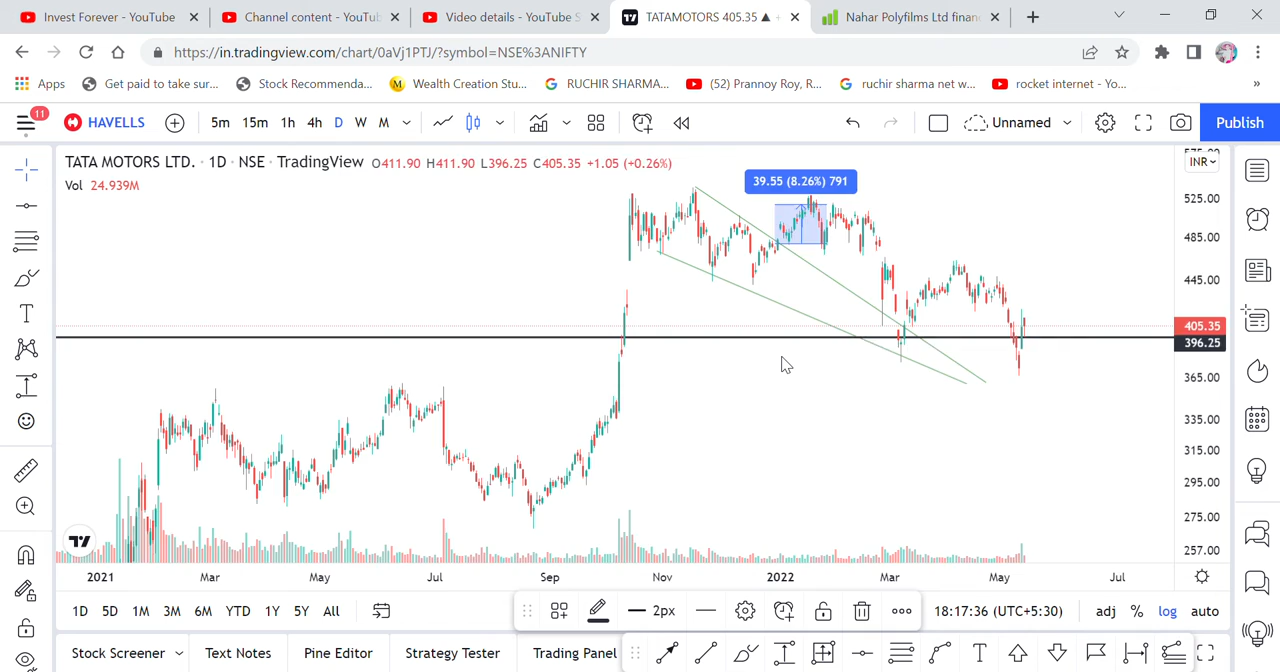 Invest Forever - YouTube
Channel content - YouTu
Video details - YouTube S
TATAMOTORS 405.35 ▲ +
Nahar Polyfilms Ltd finan
https://in.tradingview.com/chart/0aVj1PTJ/?symbol=NSE%3ANIFTY
Apps
Get paid to take sur...
Stock Recommenda...
Wealth Creation Stu...
RUCHIR SHARMA...
(52) Prannoy Roy, R...
ruchir sharma net w...
rocket internet - Yo...
»
11
HAVELLS
5m 15m 1h 4h D W M
Unnamed
Publish
TATA MOTORS LTD. · 1D · NSE · TradingView O411.90 H411.90 L396.25 C405.35 +1.05 (+0.26%)
Vol 24.939M
INR
39.55 (8.26%) 791
525.00
485.00
445.00
405.35
396.25
365.00
335.00
315.00
295.00
275.00
257.00
2021 Mar May Jul Sep Nov 2022 Mar May Jul
1D 5D 1M 3M 6M YTD 1Y 5Y All
2px
18:17:36 (UTC+5:30)
adj % log auto
Stock Screener
Text Notes
Pine Editor
Strategy Tester
Trading Panel